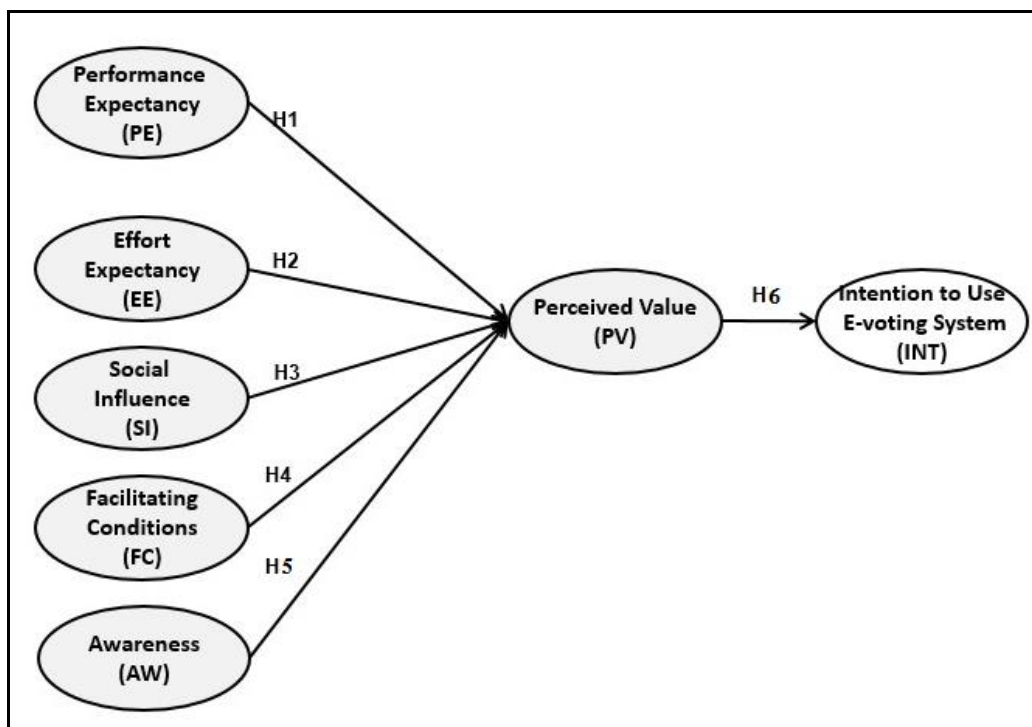 Performance
Expectancy
(PE)
H1
Effort
Expectancy
(EE)
H2
Social
Influence
(SI)
H3
Facilitating
Conditions
(FC)
H4
Awareness
(AW)
H5
Perceived Value
(PV)
H6
Intention to Use
E-voting System
(INT)